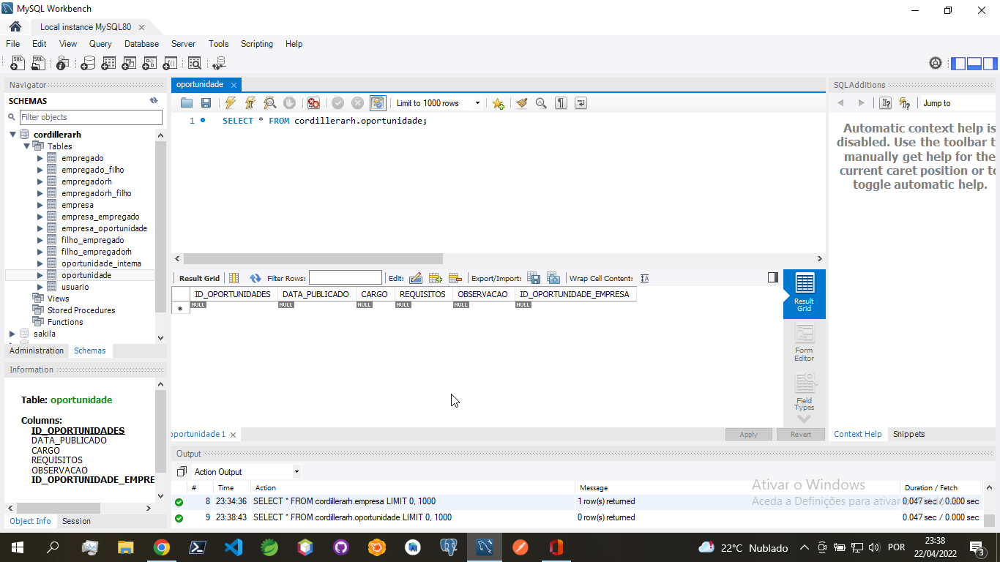 MySQL Workbench
Local instance MySQL80
File Edit View Query Database Server Tools Scripting Help
Navigator
SCHEMAS
Filter objects
cordillerarh
Tables
empregado
empregado_filho
empregadorh
empregadorh_filho
empresa
empresa_empregado
empresa_oportunidade
filho_empregado
filho_empregadorh
oportunidade_interna
oportunidade
usuario
Views
Stored Procedures
Functions
sakila
Administration Schemas
Information
Table: oportunidade
Columns:
ID_OPORTUNIDADES
DATA_PUBLICADO
CARGO
REQUISITOS
OBSERVACAO
ID_OPORTUNIDADE_EMPRE
Object Info Session
oportunidade
Limit to 1000 rows
1 SELECT * FROM cordillerarh.oportunidade;
Result Grid Filter Rows: Edit: Export/Import: Wrap Cell Content:
ID_OPORTUNIDADES DATA_PUBLICADO CARGO REQUISITOS OBSERVACAO ID_OPORTUNIDADE_EMPRESA
NULL NULL NULL NULL NULL NULL
Result
Grid
Form
Editor
Field
Types
oportunidade 1
Apply Revert
SQLAdditions
Jump to
Automatic context help is
disabled. Use the toolbar t
manually get help for the
current caret position or to
toggle automatic help.
Context Help Snippets
Output
Action Output
# Time Action Message Duration / Fetch
8 23:34:36 SELECT * FROM cordillerarh.empresa LIMIT 0, 1000 1 row(s) returned 0.047 sec / 0.000 sec
9 23:38:43 SELECT * FROM cordillerarh.oportunidade LIMIT 0, 1000 0 row(s) returned 0.047 sec / 0.000 sec
Ativar o Windows
Aceda a Definições para ativar o Windows.
22°C Nublado
POR
23:38
22/04/2022
3